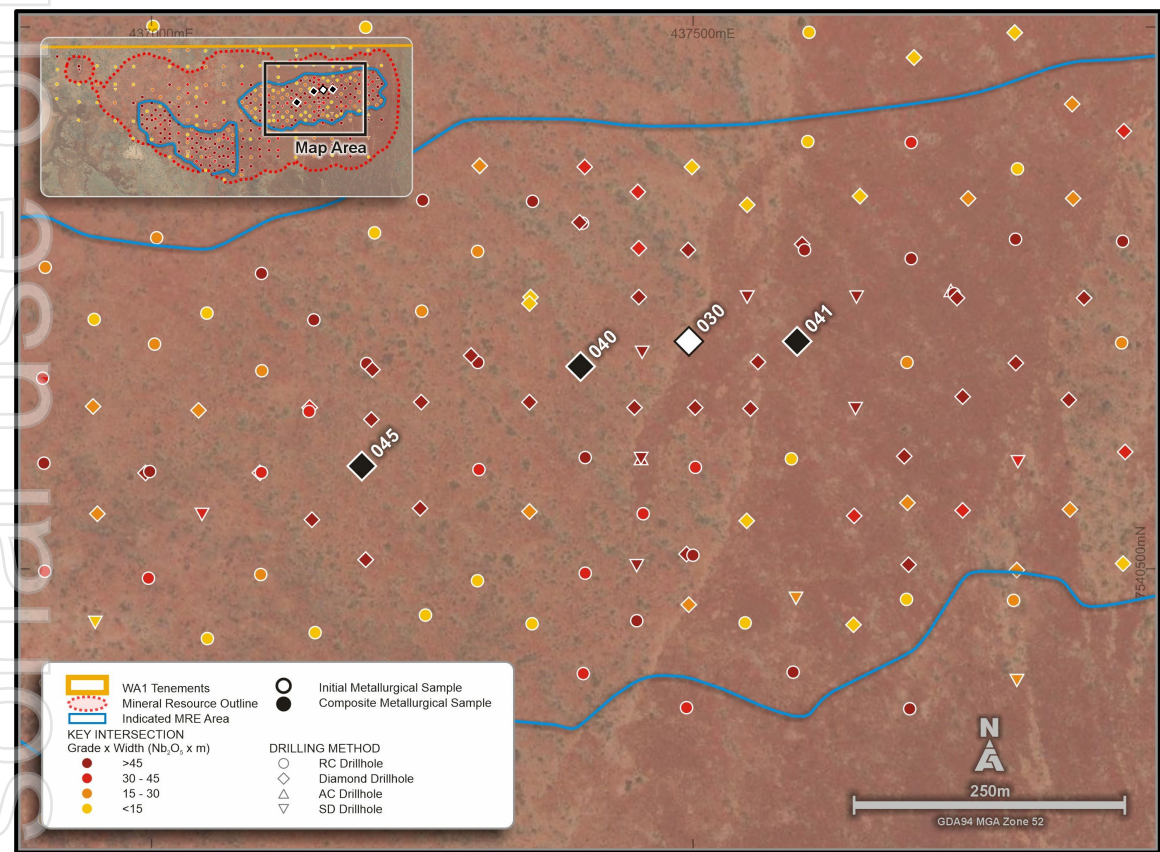 437000mE
437500mE
Map Area
040
030
041
045
7540500mN
WA1 Tenements
Mineral Resource Outline
Indicated MRE Area
KEY INTERSECTION
Grade x Width (Nb₂O₅ x m)
>45
30 - 45
15 - 30
<15
Initial Metallurgical Sample
Composite Metallurgical Sample
DRILLING METHOD
RC Drillhole
Diamond Drillhole
AC Drillhole
SD Drillhole
N
250m
GDA94 MGA Zone 52